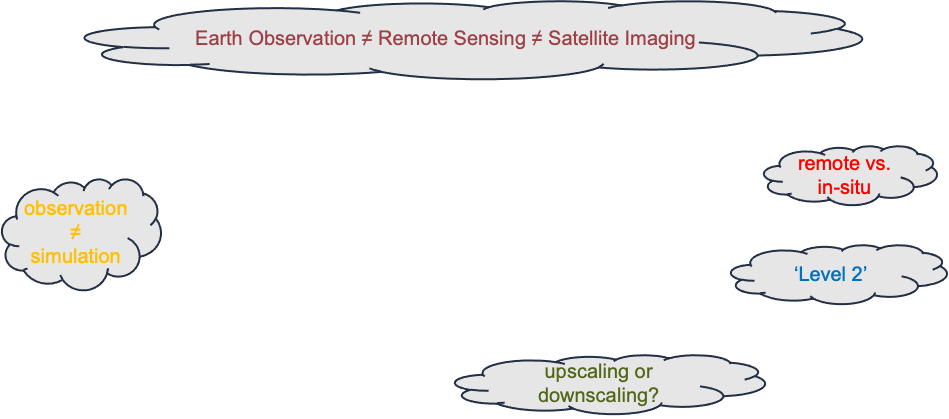 Earth Observation ≠ Remote Sensing ≠ Satellite Imaging
remote vs.
in-situ
observation
≠
simulation
‘Level 2’
upscaling or
downscaling?